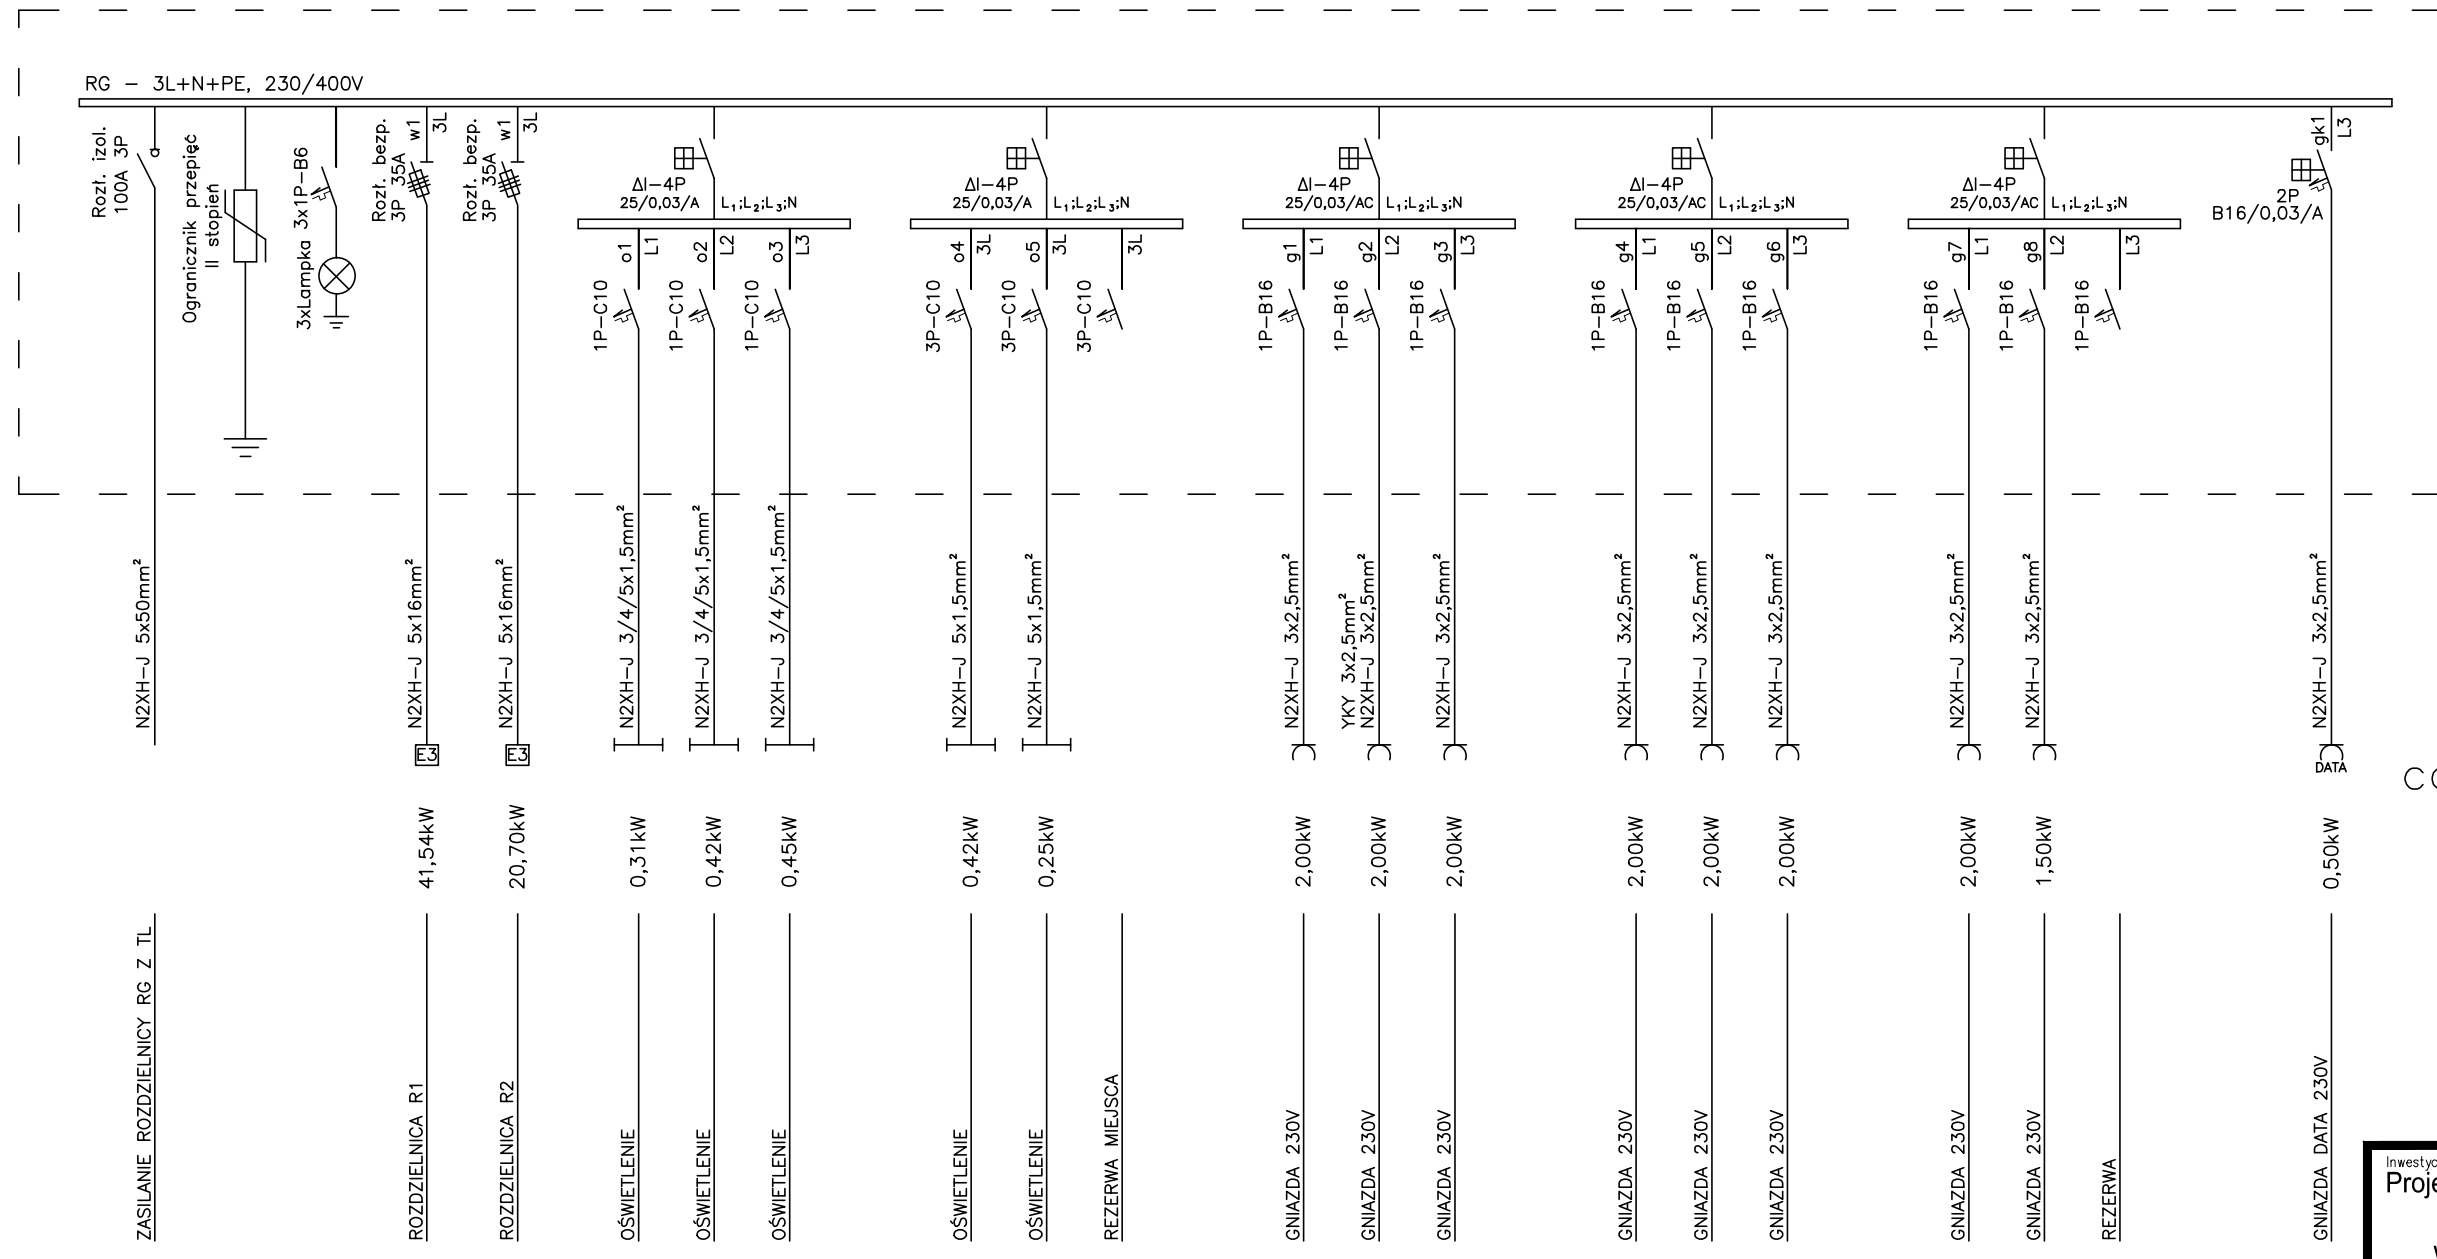 RG – 3L+N+PE, 230/400V
Rozł. izol.
100A 3P
Ogranicznik przepięć
II stopień
3xLampka 3x1P–B6
Rozł. bezp.
3P 35A
w1
3L
Rozł. bezp.
3P 35A
w1
3L
ΔI–4P
25/0,03/A
L₁;L₂;L₃;N
ΔI–4P
25/0,03/A
L₁;L₂;L₃;N
ΔI–4P
25/0,03/AC
L₁;L₂;L₃;N
ΔI–4P
25/0,03/AC
L₁;L₂;L₃;N
ΔI–4P
25/0,03/AC
L₁;L₂;L₃;N
gk1
L3
2P
B16/0,03/A
o1
L1
o2
L2
o3
L3
o4
3L
o5
3L
3L
g1
L1
g2
L2
g3
L3
g4
L1
g5
L2
g6
L3
g7
L1
g8
L2
L3
1P–C10
1P–C10
1P–C10
3P–C10
3P–C10
3P–C10
1P–B16
1P–B16
1P–B16
1P–B16
1P–B16
1P–B16
1P–B16
1P–B16
1P–B16
N2XH–J 5x50mm²
N2XH–J 5x16mm²
N2XH–J 5x16mm²
N2XH–J 3/4/5x1,5mm²
N2XH–J 3/4/5x1,5mm²
N2XH–J 3/4/5x1,5mm²
N2XH–J 5x1,5mm²
N2XH–J 5x1,5mm²
N2XH–J 3x2,5mm²
YKY 3x2,5mm²
N2XH–J 3x2,5mm²
N2XH–J 3x2,5mm²
N2XH–J 3x2,5mm²
N2XH–J 3x2,5mm²
N2XH–J 3x2,5mm²
N2XH–J 3x2,5mm²
N2XH–J 3x2,5mm²
N2XH–J 3x2,5mm²
E3
E3
DATA
41,54kW
20,70kW
0,31kW
0,42kW
0,45kW
0,42kW
0,25kW
2,00kW
2,00kW
2,00kW
2,00kW
2,00kW
2,00kW
2,00kW
1,50kW
0,50kW
ZASILANIE ROZDZIELNICY RG Z TL
ROZDZIELNICA R1
ROZDZIELNICA R2
OŚWIETLENIE
OŚWIETLENIE
OŚWIETLENIE
OŚWIETLENIE
OŚWIETLENIE
REZERWA MIEJSCA
GNIAZDA 230V
GNIAZDA 230V
GNIAZDA 230V
GNIAZDA 230V
GNIAZDA 230V
GNIAZDA 230V
GNIAZDA 230V
GNIAZDA 230V
REZERWA
GNIAZDA DATA 230V
Inwestyc
Proje